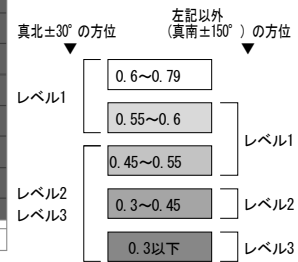 左記以外
真北±30°の方位 (真南±150°)の方位
▼ ▼
0.6～0.79
レベル1
0.55～0.6
レベル1
0.45～0.55
レベル2
レベル3
0.3～0.45
レベル2
0.3以下
レベル3